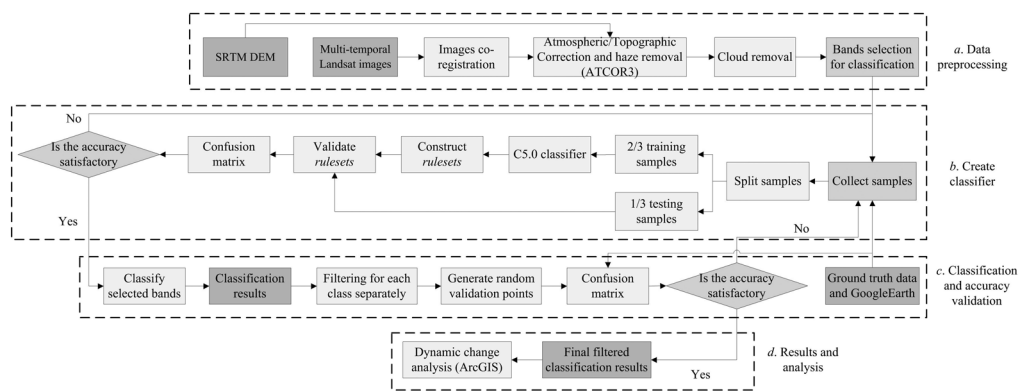 SRTM DEM
Multi-temporal
Landsat images
Images co-
registration
Atmospheric/Topographic
Correction and haze removal
(ATCOR3)
Cloud removal
Bands selection
for classification
a. Data
preprocessing
No
Is the accuracy
satisfactory
Confusion
matrix
Validate
rulesets
Construct
rulesets
C5.0 classifier
2/3 training
samples
Split samples
Collect samples
b. Create
classifier
1/3 testing
samples
Yes
No
Classify
selected bands
Classification
results
Filtering for each
class separately
Generate random
validation points
Confusion
matrix
Is the accuracy
satisfactory
Ground truth data
and GoogleEarth
c. Classification
and accuracy
validation
Dynamic change
analysis (ArcGIS)
Final filtered
classification results
Yes
d. Results and
analysis